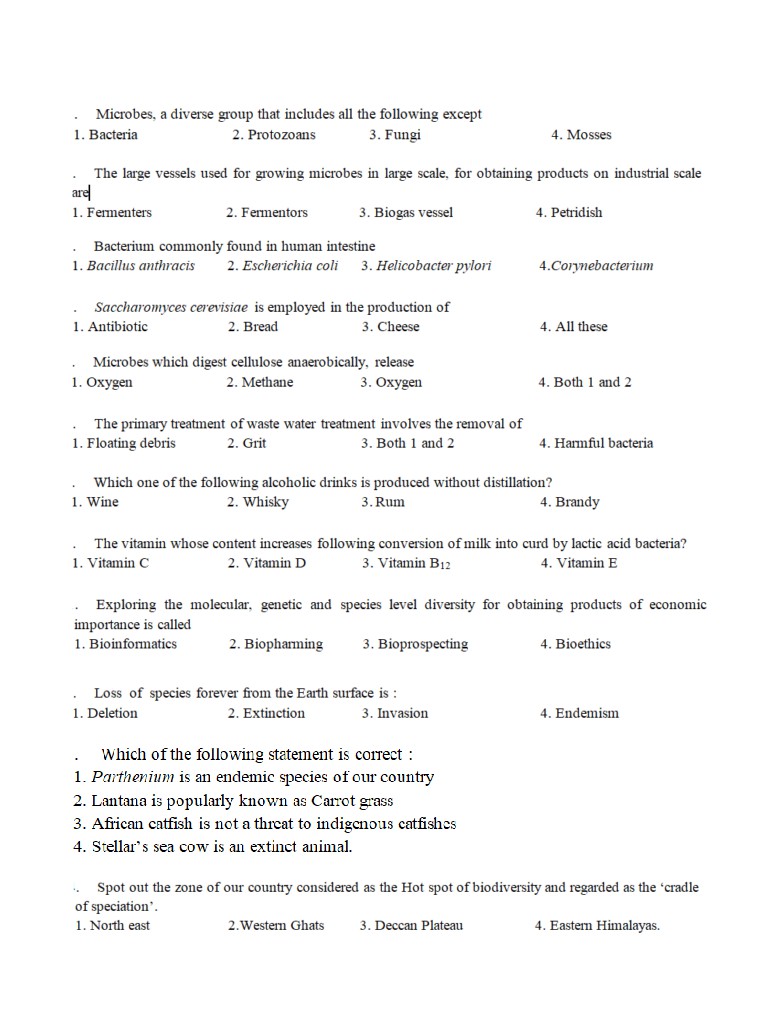 . Microbes, a diverse group that includes all the following except
1. Bacteria 2. Protozoans 3. Fungi 4. Mosses
. The large vessels used for growing microbes in large scale, for obtaining products on industrial scale
are
1. Fermenters 2. Fermentors 3. Biogas vessel 4. Petridish
. Bacterium commonly found in human intestine
1. Bacillus anthracis 2. Escherichia coli 3. Helicobacter pylori 4.Corynebacterium
. Saccharomyces cerevisiae is employed in the production of
1. Antibiotic 2. Bread 3. Cheese 4. All these
. Microbes which digest cellulose anaerobically, release
1. Oxygen 2. Methane 3. Oxygen 4. Both 1 and 2
. The primary treatment of waste water treatment involves the removal of
1. Floating debris 2. Grit 3. Both 1 and 2 4. Harmful bacteria
. Which one of the following alcoholic drinks is produced without distillation?
1. Wine 2. Whisky 3. Rum 4. Brandy
. The vitamin whose content increases following conversion of milk into curd by lactic acid bacteria?
1. Vitamin C 2. Vitamin D 3. Vitamin B12 4. Vitamin E
. Exploring the molecular, genetic and species level diversity for obtaining products of economic
importance is called
1. Bioinformatics 2. Biopharming 3. Bioprospecting 4. Bioethics
. Loss of species forever from the Earth surface is :
1. Deletion 2. Extinction 3. Invasion 4. Endemism
. Which of the following statement is correct :
1. Parthenium is an endemic species of our country
2. Lantana is popularly known as Carrot grass
3. African catfish is not a threat to indigenous catfishes
4. Stellar's sea cow is an extinct animal.
. Spot out the zone of our country considered as the Hot spot of biodiversity and regarded as the 'cradle
of speciation'.
1. North east 2.Western Ghats 3. Deccan Plateau 4. Eastern Himalayas.